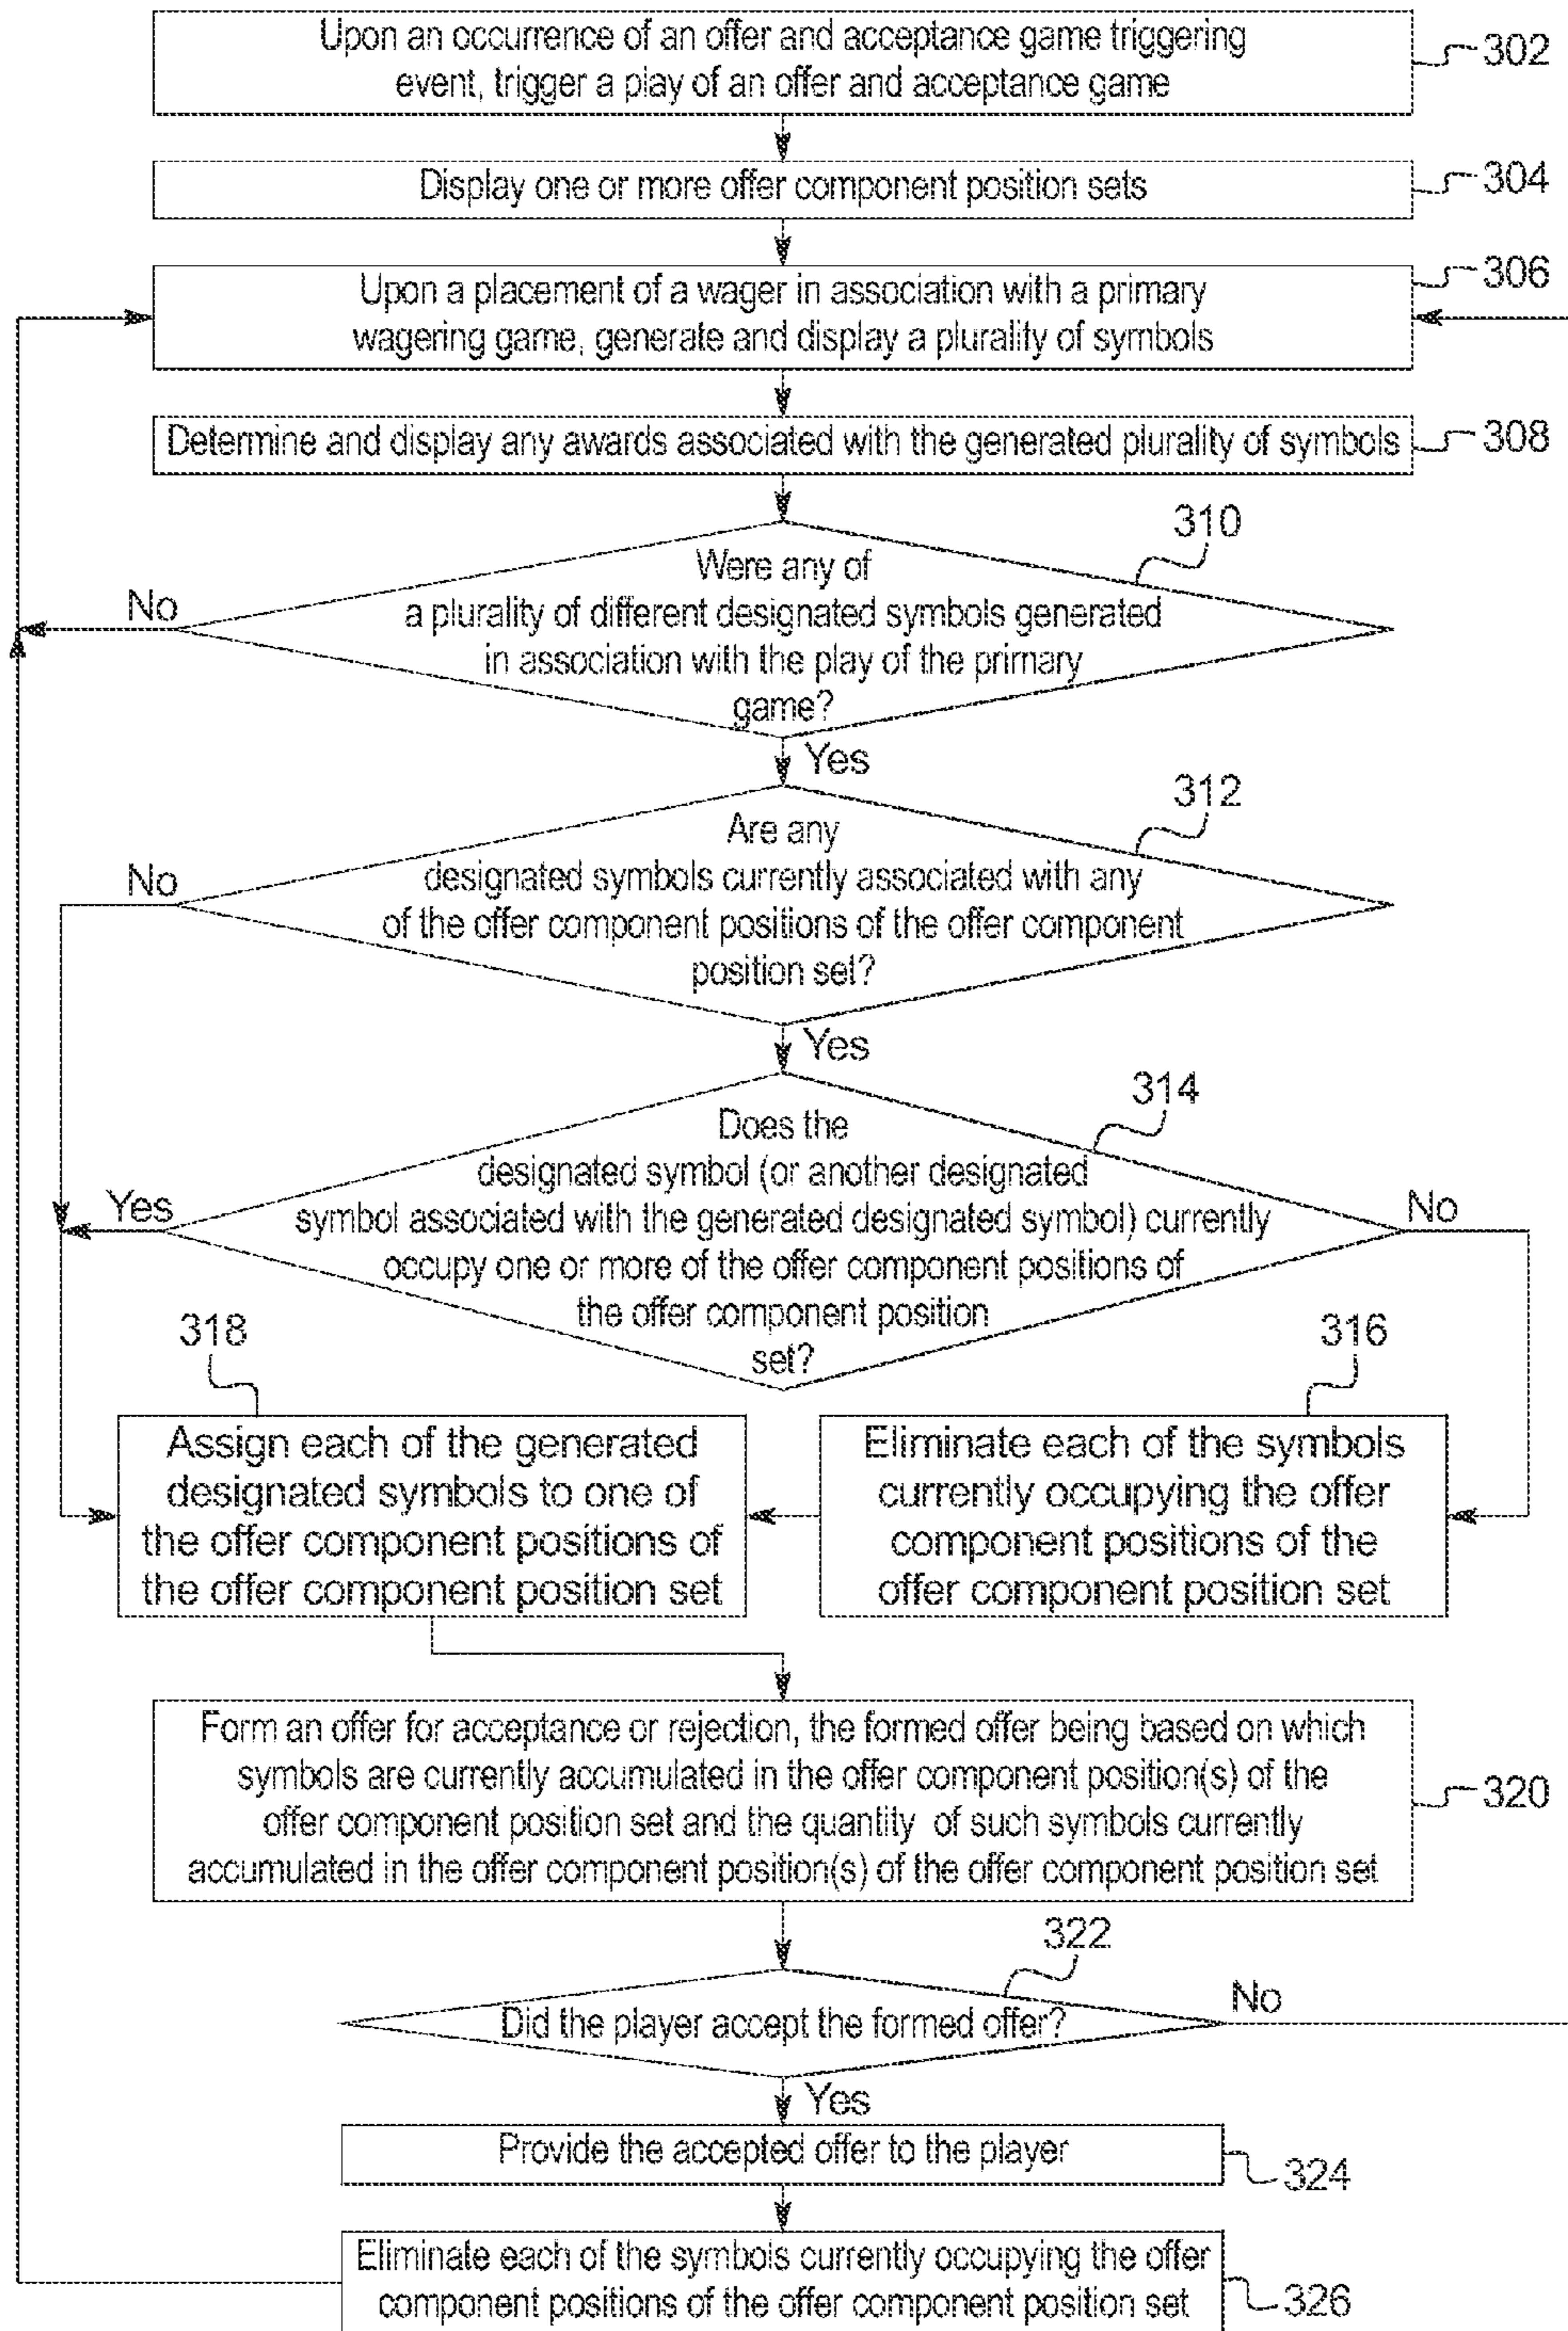 Upon an occurrence of an offer and acceptance game triggering
event, trigger a play of an offer and acceptance game
302
Display one or more offer component position sets
304
306
Upon a placement of a wager in association with a primary
wagering game, generate and display a plurality of symbols
Determine and display any awards associated with the generated plurality of symbols
308
310
Were any of
a plurality of different designated symbols generated
in association with the play of the primary
game?
No
Yes
312
Are any
designated symbols currently associated with any
of the offer component positions of the offer component
position set?
No
Yes
314
Does the
designated symbol (or another designated
symbol associated with the generated designated symbol) currently
occupy one or more of the offer component positions of
the offer component position
set?
Yes
No
318
Assign each of the generated
designated symbols to one of
the offer component positions of
the offer component position set
316
Eliminate each of the symbols
currently occupying the offer
component positions of the
offer component position set
Form an offer for acceptance or rejection, the formed offer being based on which
symbols are currently accumulated in the offer component position(s) of the
offer component position set and the quantity of such symbols currently
accumulated in the offer component position(s) of the offer component position set
320
322
Did the player accept the formed offer?
No
Yes
Provide the accepted offer to the player
324
Eliminate each of the symbols currently occupying the offer
component positions of the offer component position set
326